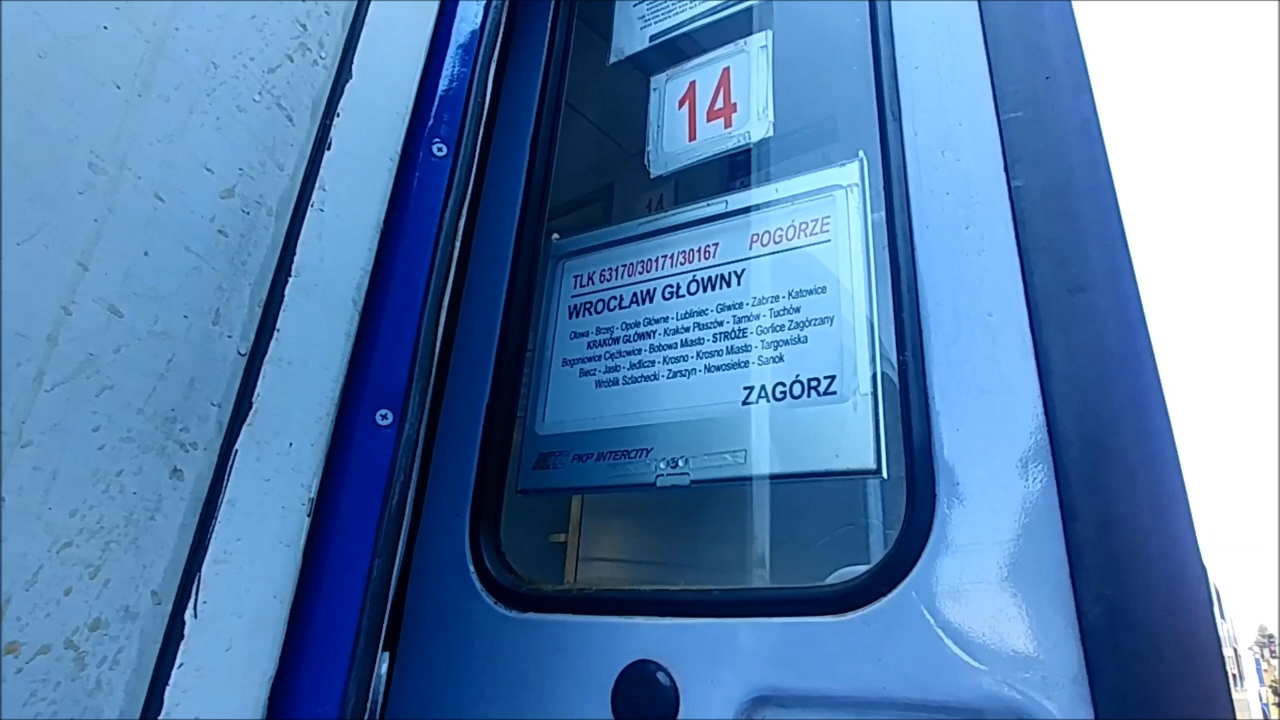 14
TLK 63170/30171/30167 POGÓRZE
WROCŁAW GŁÓWNY
Oława - Brzeg - Opole Główne - Lubliniec - Gliwice - Zabrze - Katowice
KRAKÓW GŁÓWNY - Kraków Płaszów - Tarnów - Tuchów
Bogoniowice Ciężkowice - Bobowa Miasto - STRÓŻE - Gorlice Zagórzany
Biecz - Jasło - Jedlicze - Krosno - Krosno Miasto - Targowiska
Wróblik Szlachecki - Zarszyn - Nowosielce - Sanok
ZAGÓRZ
PKP INTERCITY